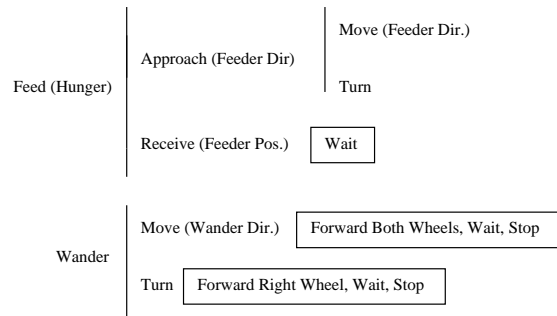 Move (Feeder Dir.)
Approach (Feeder Dir)
Feed (Hunger)
Turn
Receive (Feeder Pos.) Wait
Move (Wander Dir.) Forward Both Wheels, Wait, Stop
Wander
Turn Forward Right Wheel, Wait, Stop